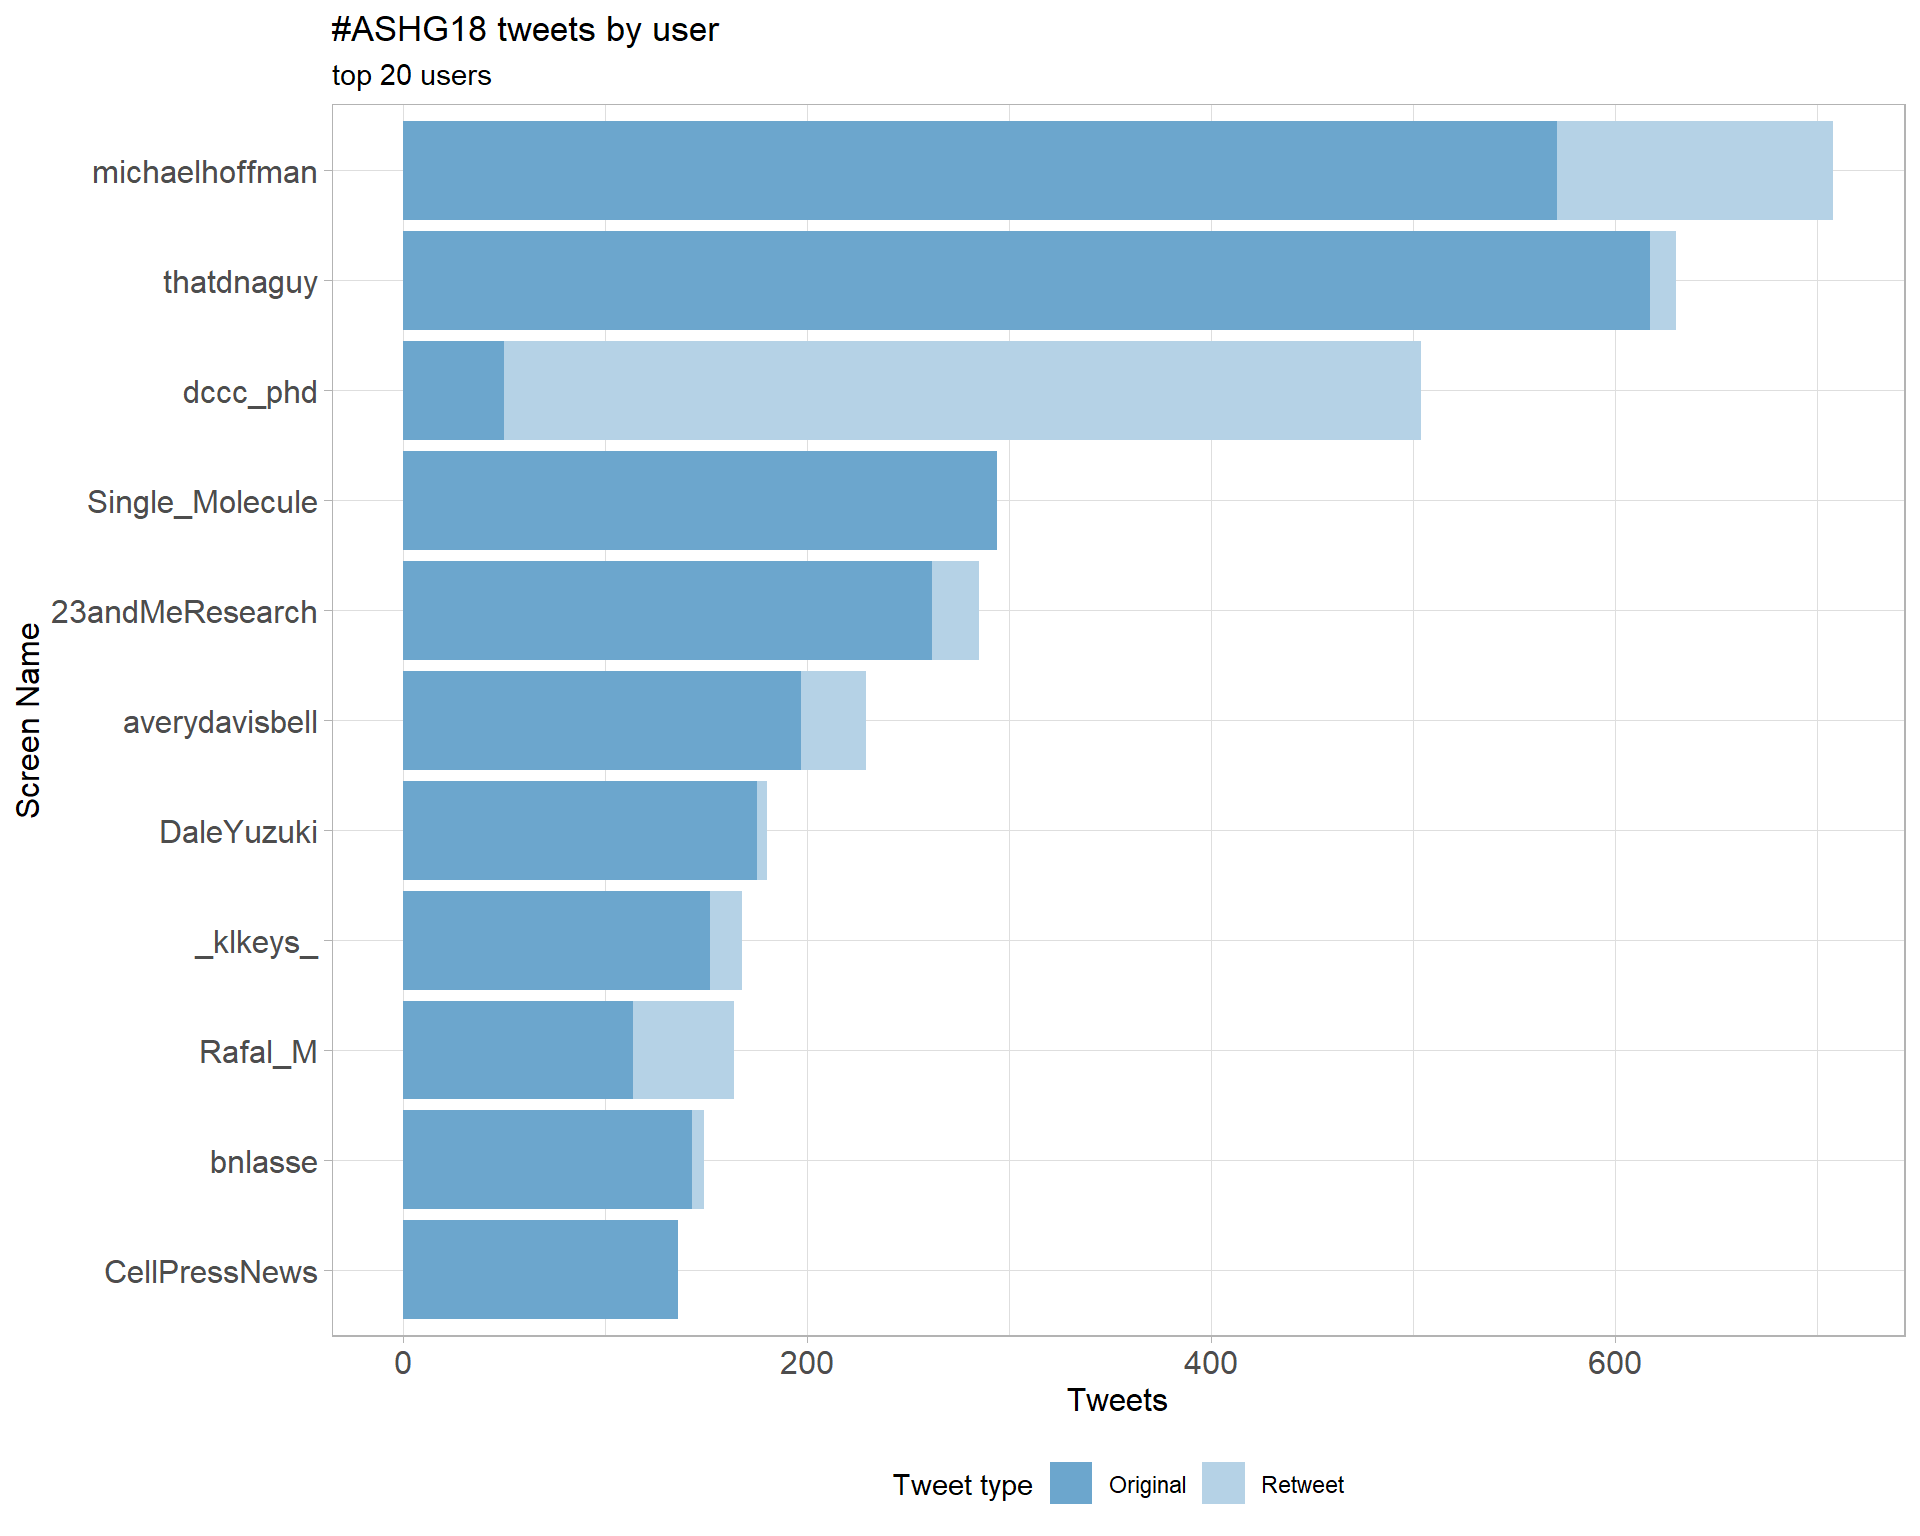 #ASHG18 tweets by user
top 20 users
Screen Name
michaelhoffman
thatdnaguy
dccc_phd
Single_Molecule
23andMeResearch
averydavisbell
DaleYuzuki
_klkeys_
Rafal_M
bnlasse
CellPressNews
0 200 400 600
Tweets
Tweet type Original Retweet